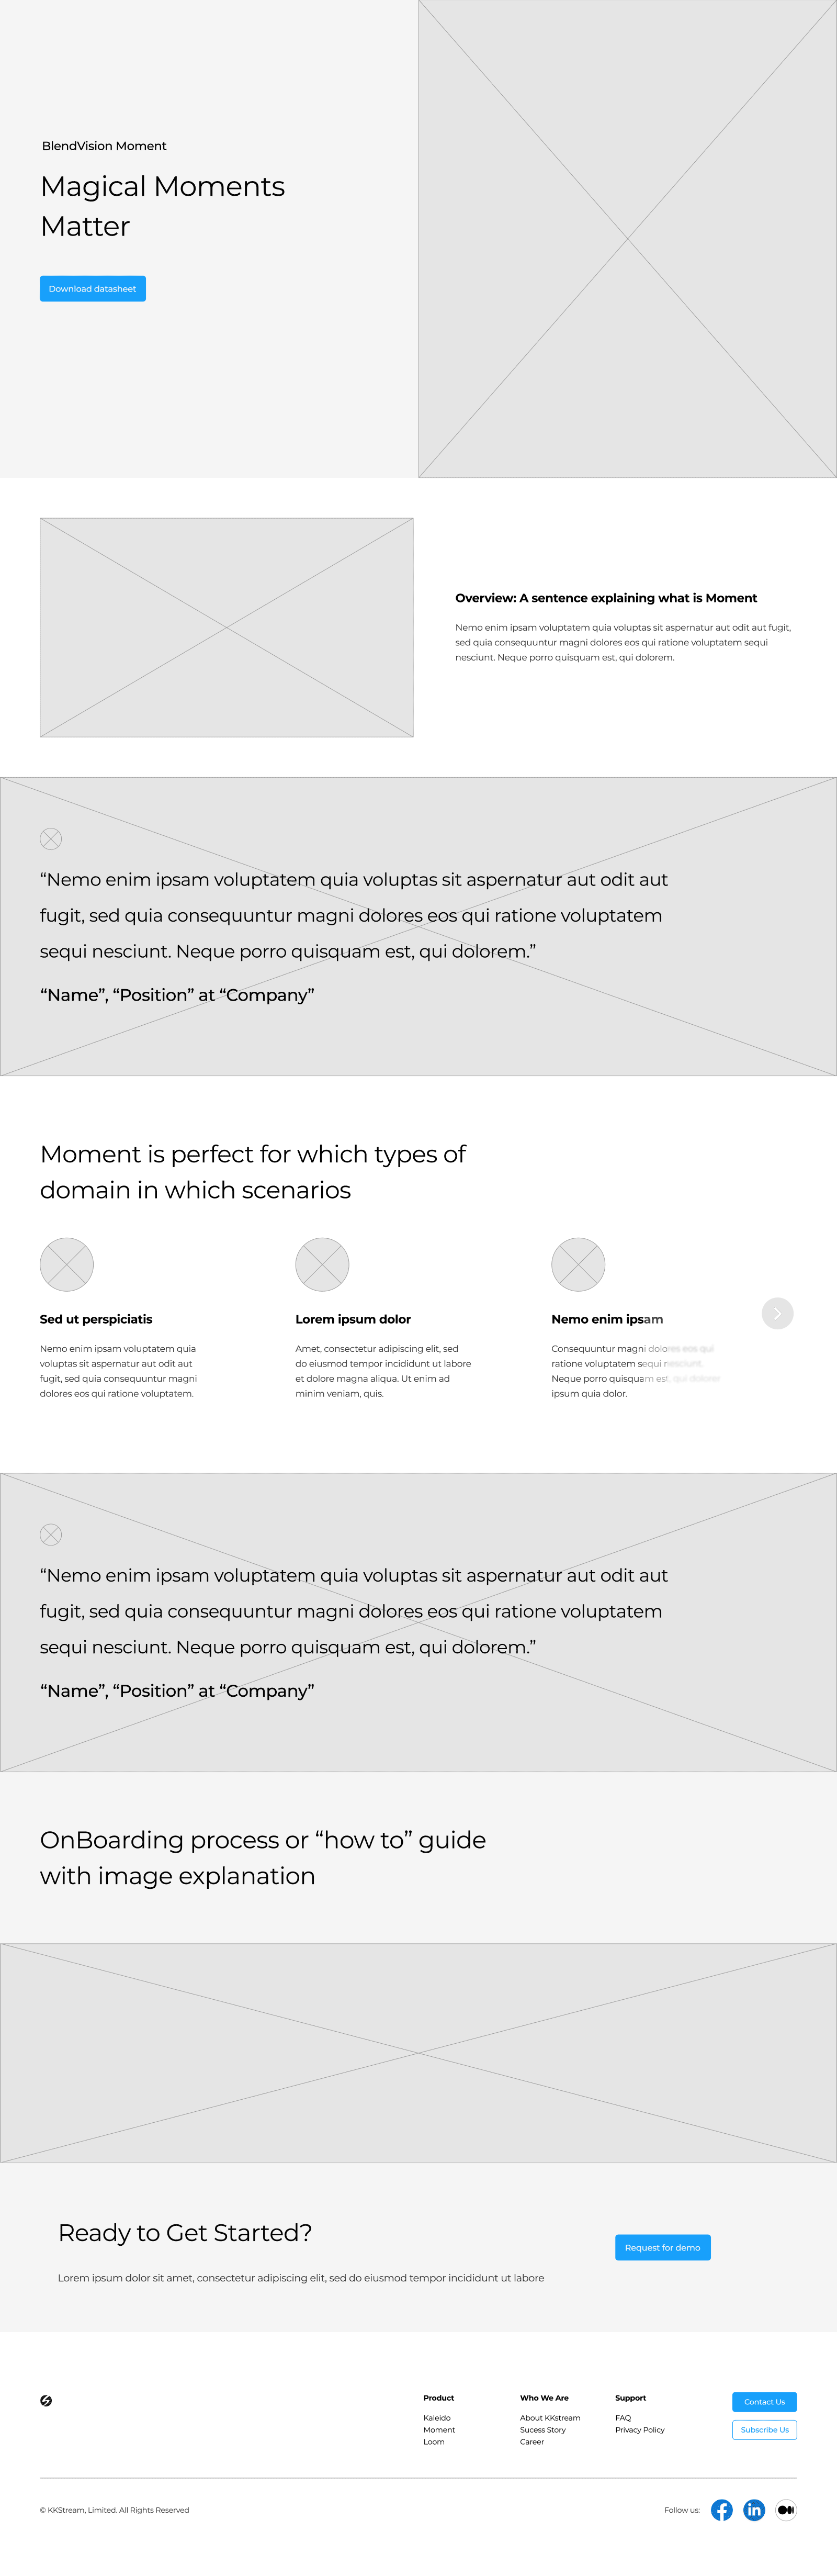 BlendVision Moment
Magical Moments
Matter
Download datasheet
Overview: A sentence explaining what is Moment
Nemo enim ipsam voluptatem quia voluptas sit aspernatur aut odit aut fugit,
sed quia consequuntur magni dolores eos qui ratione voluptatem sequi
nesciunt. Neque porro quisquam est, qui dolorem.
“Nemo enim ipsam voluptatem quia voluptas sit aspernatur aut odit aut
fugit, sed quia consequuntur magni dolores eos qui ratione voluptatem
sequi nesciunt. Neque porro quisquam est, qui dolorem.”
“Name”, “Position” at “Company”
Moment is perfect for which types of
domain in which scenarios
Sed ut perspiciatis
Nemo enim ipsam voluptatem quia
voluptas sit aspernatur aut odit aut
fugit, sed quia consequuntur magni
dolores eos qui ratione voluptatem.
Lorem ipsum dolor
Amet, consectetur adipiscing elit, sed
do eiusmod tempor incididunt ut labore
et dolore magna aliqua. Ut enim ad
minim veniam, quis.
Nemo enim ipsam
Consequuntur magni dolores eos qui
ratione voluptatem sequi nesciunt.
Neque porro quisquam est, qui dolorem
ipsum quia dolor.
“Nemo enim ipsam voluptatem quia voluptas sit aspernatur aut odit aut
fugit, sed quia consequuntur magni dolores eos qui ratione voluptatem
sequi nesciunt. Neque porro quisquam est, qui dolorem.”
“Name”, “Position” at “Company”
OnBoarding process or “how to” guide
with image explanation
Ready to Get Started?
Lorem ipsum dolor sit amet, consectetur adipiscing elit, sed do eiusmod tempor incididunt ut labore
Request for demo
Product
Kaleido
Moment
Loom
Who We Are
About KKstream
Sucess Story
Career
Support
FAQ
Privacy Policy
Contact Us
Subscribe Us
© KKStream, Limited. All Rights Reserved
Follow us: